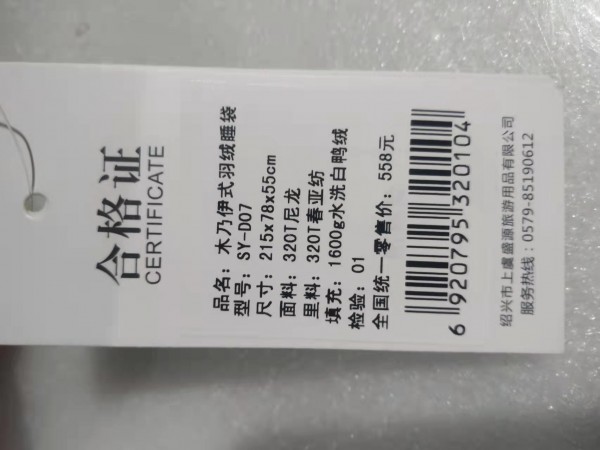 合格证
CERTIFICATE
品名：木乃伊式羽绒睡袋
型号：SY-D07
尺寸：215x78x55cm
面料：320T尼龙
里料：320T春亚纺
填充：1600g水洗白鸭绒
检验：01
全国统一零售价：558元
6920795320104
绍兴市上虞盛源旅游用品有限公司
服务热线：0579-85190612